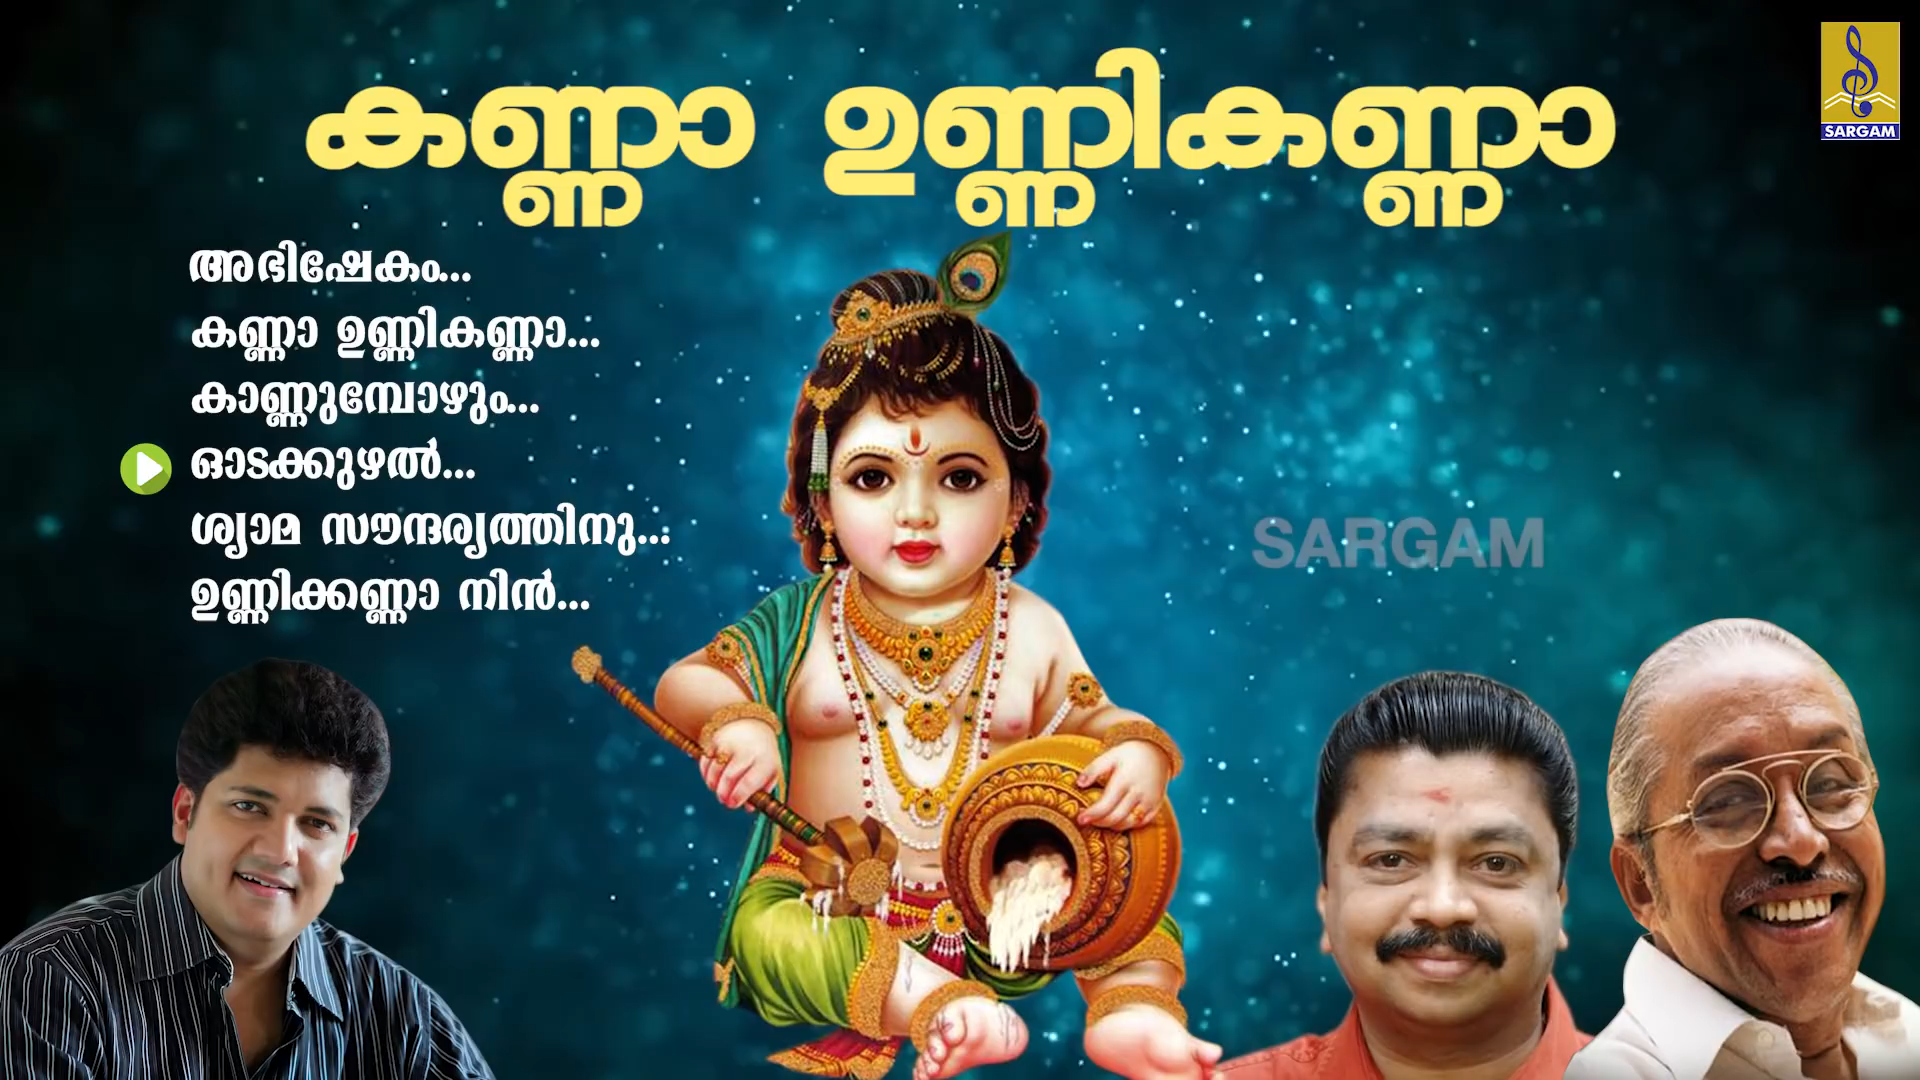 കണ്ണാ ഉണ്ണികണ്ണാ
SARGAM
അഭിഷേകം...
കണ്ണാ ഉണ്ണികണ്ണാ...
കാണ്ണുമ്പോഴും...
ഓടക്കുഴൽ...
ശ്യാമ സൗന്ദര്യത്തിനു...
ഉണ്ണിക്കണ്ണാ നിൻ...
SARGAM